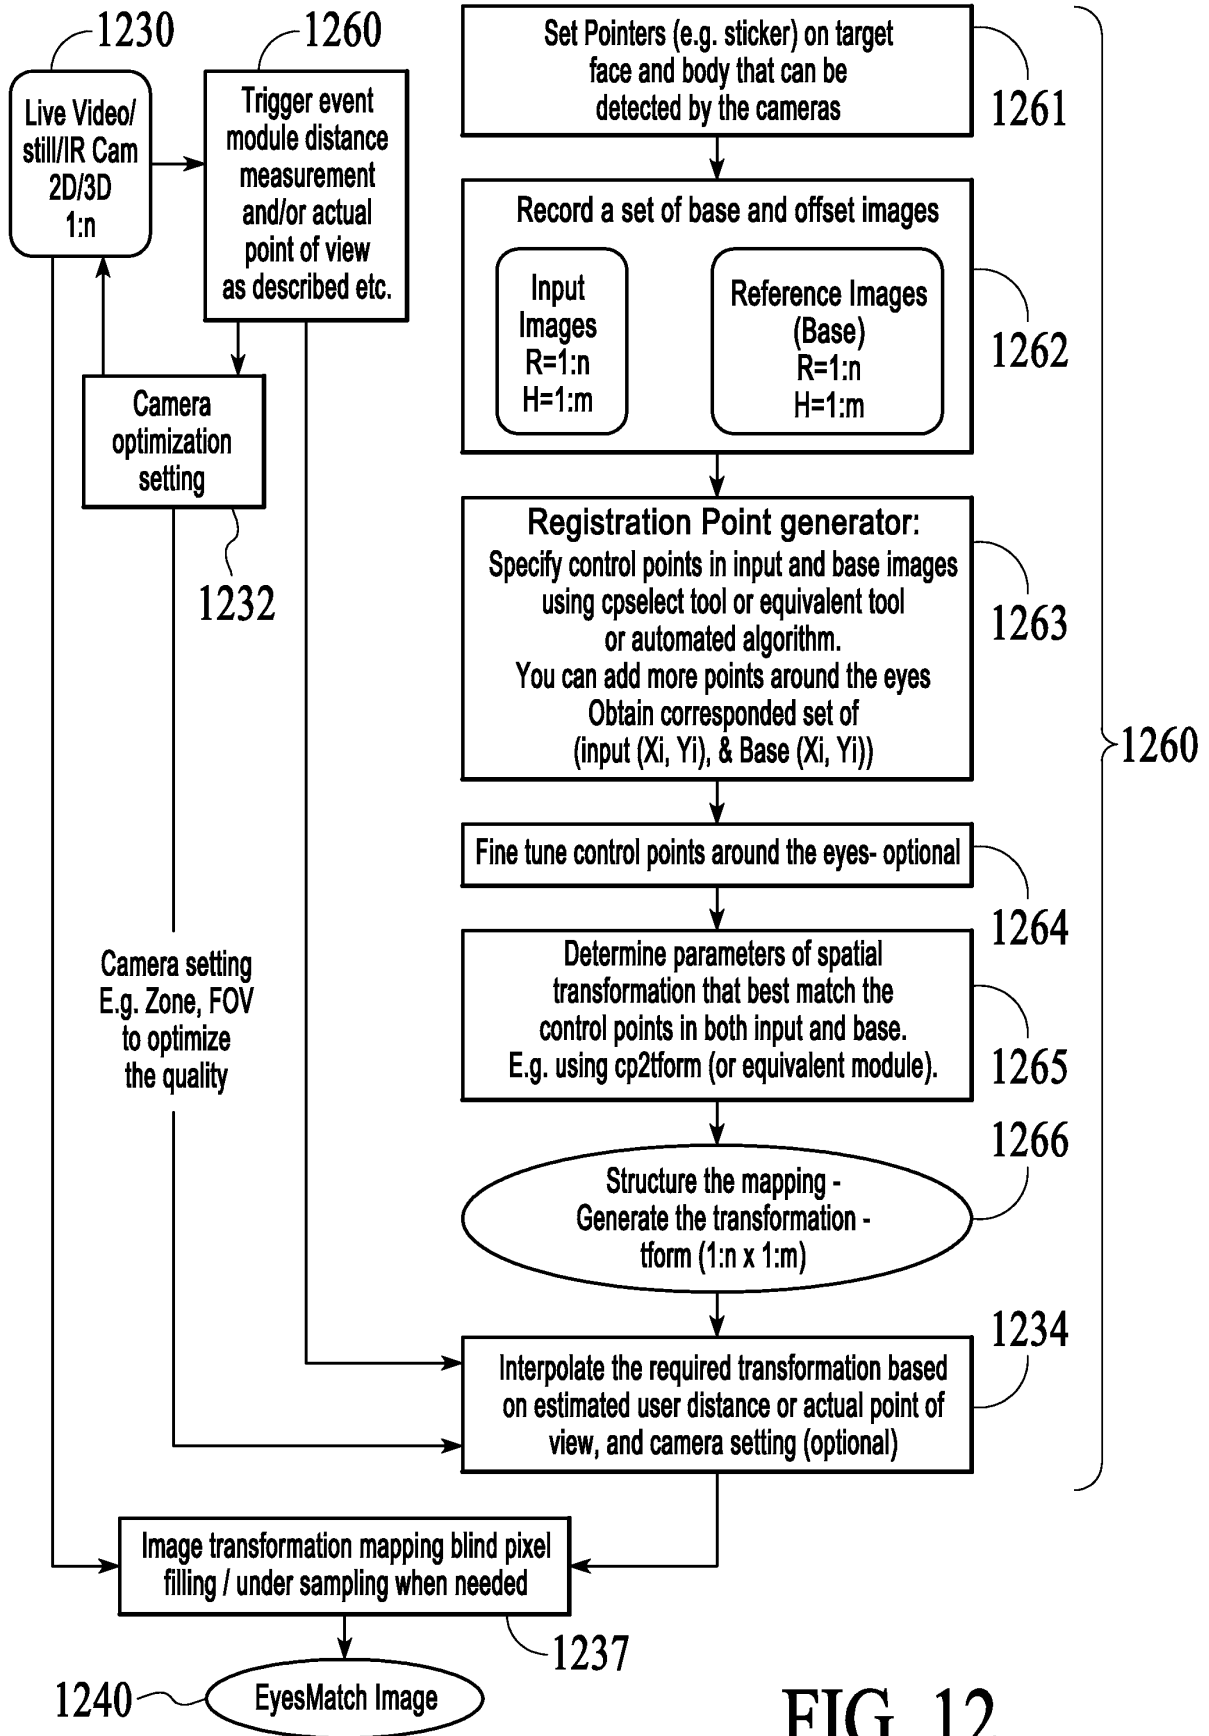 1230
1260
Live Video/
still/IR Cam
2D/3D
1:n
Trigger event
module distance
measurement
and/or actual
point of view
as described etc.
Camera
optimization
setting
1232
Camera setting
E.g. Zone, FOV
to optimize
the quality
Set Pointers (e.g. sticker) on target
face and body that can be
detected by the cameras
1261
Record a set of base and offset images
Input
Images
R=1:n
H=1:m
Reference Images
(Base)
R=1:n
H=1:m
1262
Registration Point generator:
Specify control points in input and base images
using cpselect tool or equivalent tool
or automated algorithm.
You can add more points around the eyes
Obtain corresponded set of
(input (Xi, Yi), & Base (Xi, Yi))
1263
1260
Fine tune control points around the eyes- optional
1264
Determine parameters of spatial
transformation that best match the
control points in both input and base.
E.g. using cp2tform (or equivalent module).
1265
1266
Structure the mapping -
Generate the transformation -
tform (1:n x 1:m)
1234
Interpolate the required transformation based
on estimated user distance or actual point of
view, and camera setting (optional)
Image transformation mapping blind pixel
filling / under sampling when needed
1237
1240
EyesMatch Image
FIG. 12